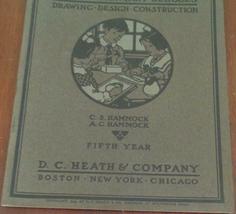 DRAWING · DESIGN · CONSTRUCTION
C. S. HAMMOCK
A. G. HAMMOCK
FIFTH YEAR
D. C. HEATH & COMPANY
BOSTON · NEW YORK · CHICAGO